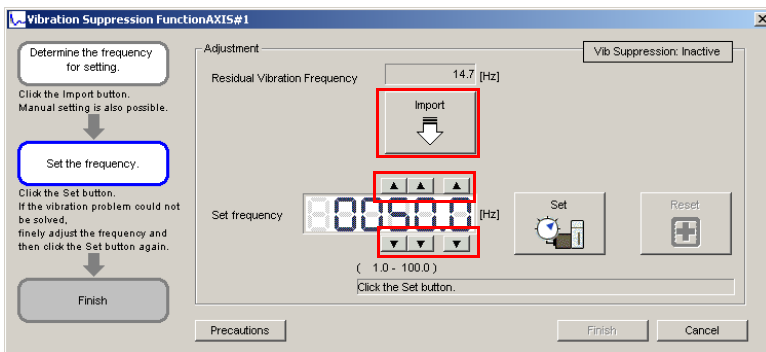 Vibration Suppression FunctionAXIS#1
Determine the frequency
for setting.
Click the Import button.
Manual setting is also possible.
Set the frequency.
Click the Set button.
If the vibration problem could not
be solved,
finely adjust the frequency and
then click the Set button again.
Finish
Adjustment
Vib Suppression: Inactive
Residual Vibration Frequency 14.7 [Hz]
Import
Set frequency 0050.0 [Hz]
Set
Reset
( 1.0 - 100.0 )
Click the Set button.
Precautions
Finish
Cancel